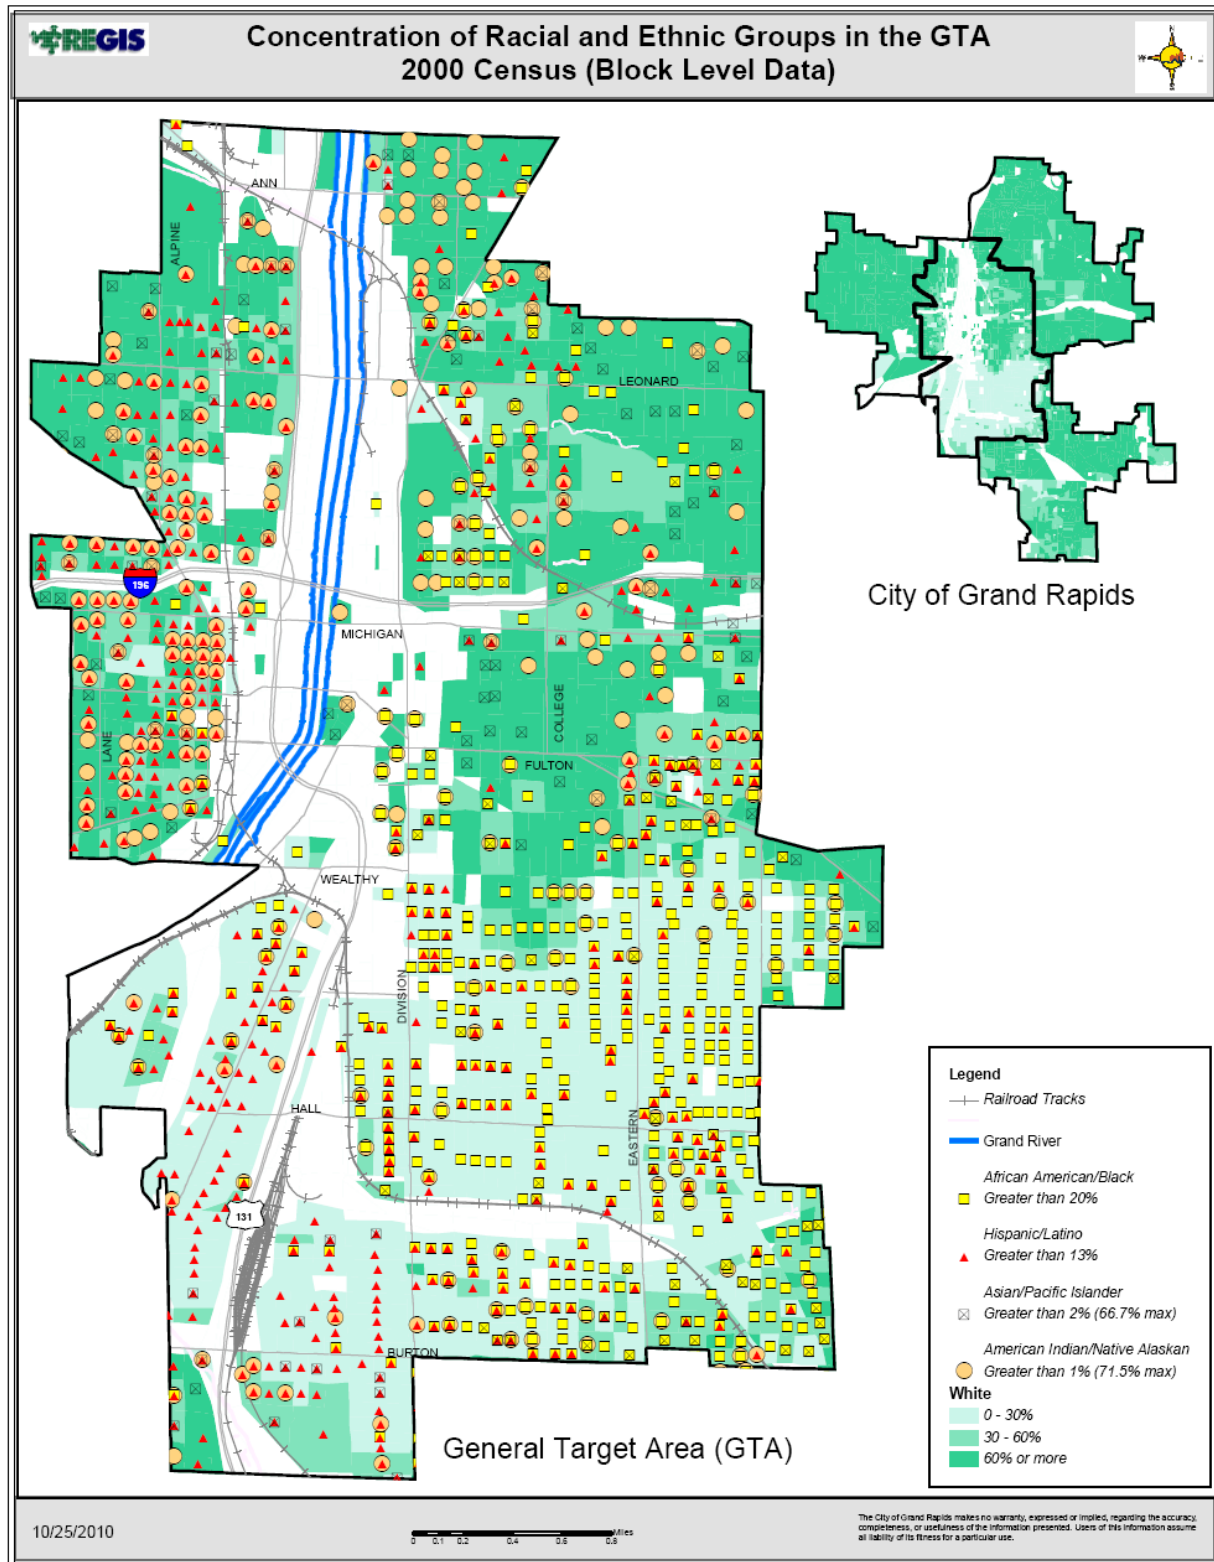 REGIS
Concentration of Racial and Ethnic Groups in the GTA
2000 Census (Block Level Data)
ANN
ALPINE
LEONARD
196
MICHIGAN
COLLEGE
LANE
FULTON
WEALTHY
DIVISION
EASTERN
HALL
131
BURTON
City of Grand Rapids
General Target Area (GTA)
Legend
Railroad Tracks
Grand River
African American/Black
Greater than 20%
Hispanic/Latino
Greater than 13%
Asian/Pacific Islander
Greater than 2% (66.7% max)
American Indian/Native Alaskan
Greater than 1% (71.5% max)
White
0 - 30%
30 - 60%
60% or more
10/25/2010
0 0.1 0.2 0.4 0.6 0.8 Miles
The City of Grand Rapids makes no warranty, expressed or implied, regarding the accuracy,
completeness, or usefulness of the information presented. Users of this information assume
all liability of its fitness for a particular use.